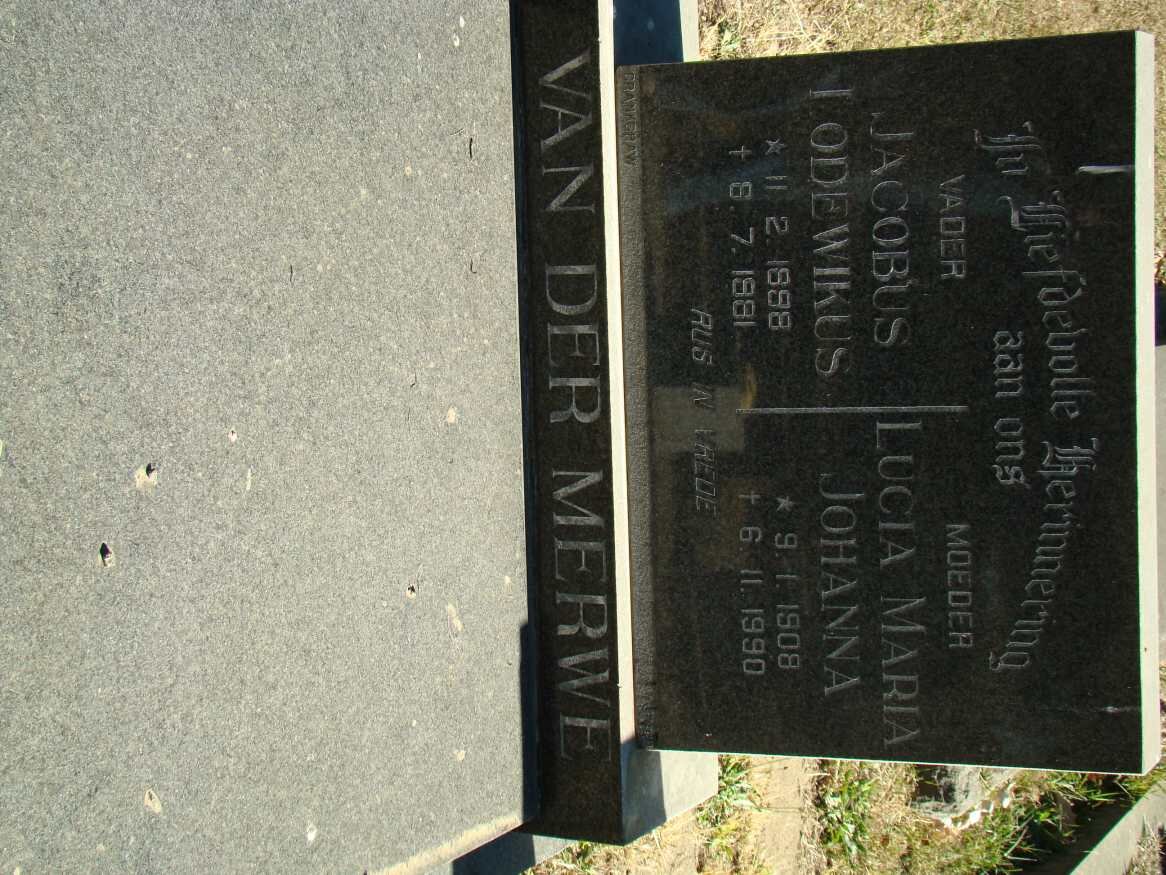 In Liefdevolle Herinnering
aan ons
VADER
JACOBUS
LODEWIKUS
★ 11. 2. 1898
✝ 8. 7. 1981
MOEDER
LUCIA MARIA
JOHANNA
★ 9. 1. 1908
✝ 6. 11. 1990
RUS IN VREDE
VAN DER MERWE